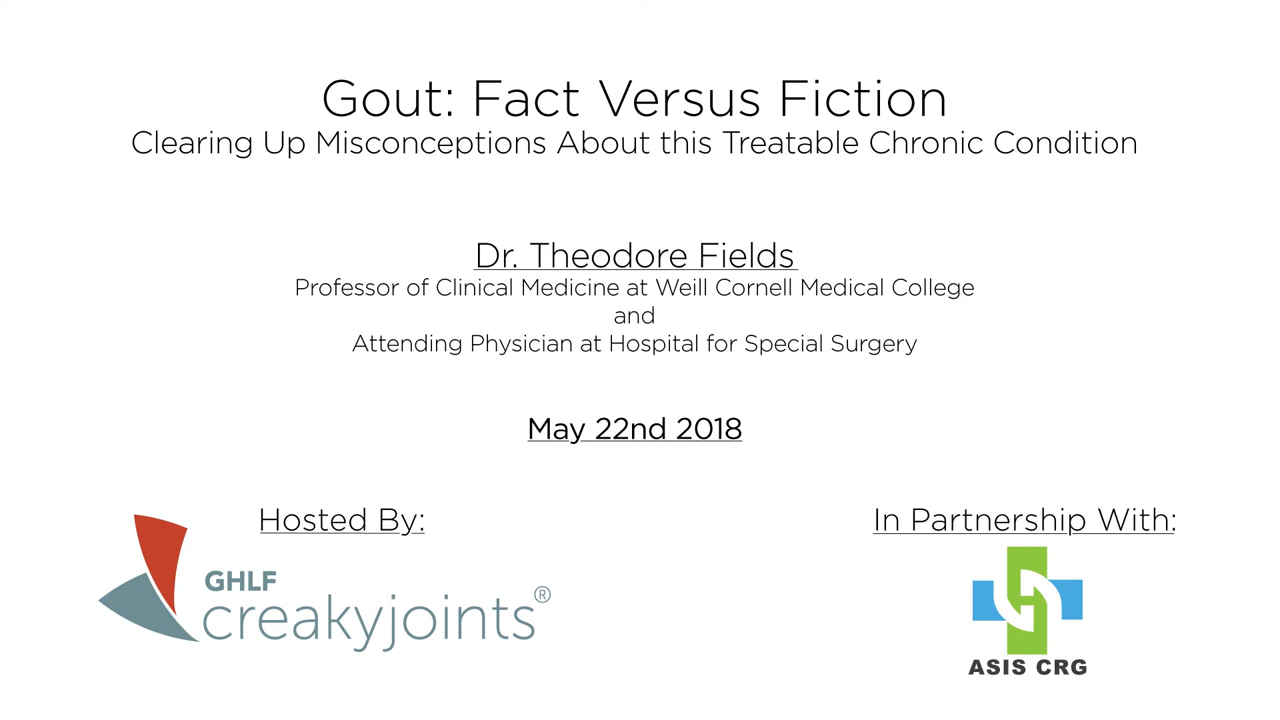 Gout: Fact Versus Fiction
Clearing Up Misconceptions About this Treatable Chronic Condition
Dr. Theodore Fields
Professor of Clinical Medicine at Weill Cornell Medical College
and
Attending Physician at Hospital for Special Surgery
May 22nd 2018
Hosted By:
GHLF
creakyjoints®
In Partnership With:
ASIS CRG